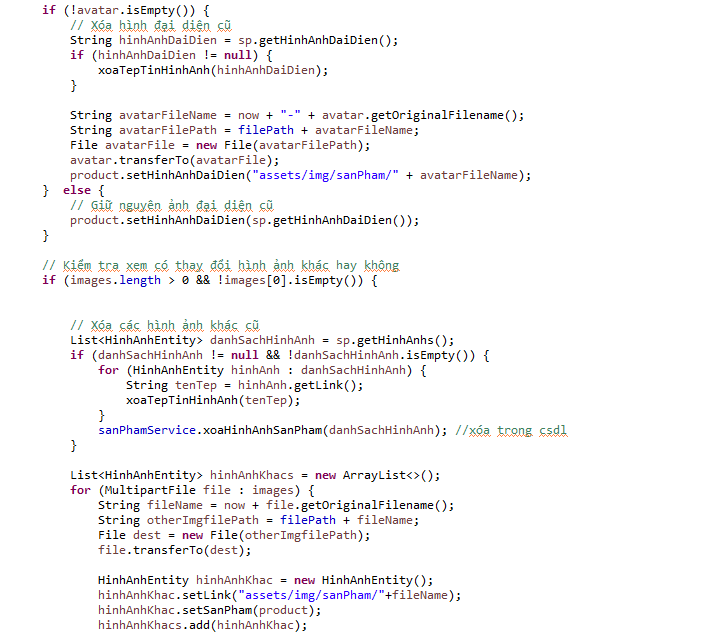 if (!avatar.isEmpty()) {
// Xóa hình đại diện cũ
String hinhAnhDaiDien = sp.getHinhAnhDaiDien();
if (hinhAnhDaiDien != null) {
xoaTepTinHinhAnh(hinhAnhDaiDien);
}
String avatarFileName = now + "-" + avatar.getOriginalFilename();
String avatarFilePath = filePath + avatarFileName;
File avatarFile = new File(avatarFilePath);
avatar.transferTo(avatarFile);
product.setHinhAnhDaiDien("assets/img/sanPham/" + avatarFileName);
} else {
// Giữ nguyên ảnh đại diện cũ
product.setHinhAnhDaiDien(sp.getHinhAnhDaiDien());
}
// Kiểm tra xem có thay đổi hình ảnh khác hay không
if (images.length > 0 && !images[0].isEmpty()) {
// Xóa các hình ảnh khác cũ
List<HinhAnhEntity> danhSachHinhAnh = sp.getHinhAnhs();
if (danhSachHinhAnh != null && !danhSachHinhAnh.isEmpty()) {
for (HinhAnhEntity hinhAnh : danhSachHinhAnh) {
String tenTep = hinhAnh.getLink();
xoaTepTinHinhAnh(tenTep);
}
sanPhamService.xoaHinhAnhSanPham(danhSachHinhAnh); //xóa trong csdl
}
List<HinhAnhEntity> hinhAnhKhacs = new ArrayList<>();
for (MultipartFile file : images) {
String fileName = now + file.getOriginalFilename();
String otherImgfilePath = filePath + fileName;
File dest = new File(otherImgfilePath);
file.transferTo(dest);
HinhAnhEntity hinhAnhKhac = new HinhAnhEntity();
hinhAnhKhac.setLink("assets/img/sanPham/"+fileName);
hinhAnhKhac.setSanPham(product);
hinhAnhKhacs.add(hinhAnhKhac);